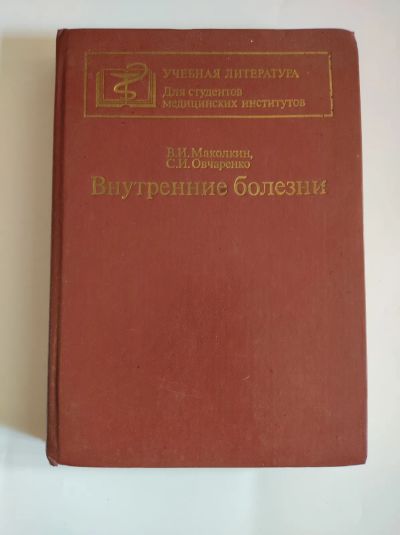 УЧЕБНАЯ ЛИТЕРАТУРА
Для студентов
медицинских институтов
В.И. Маколкин,
С.И. Овчаренко
Внутренние болезни